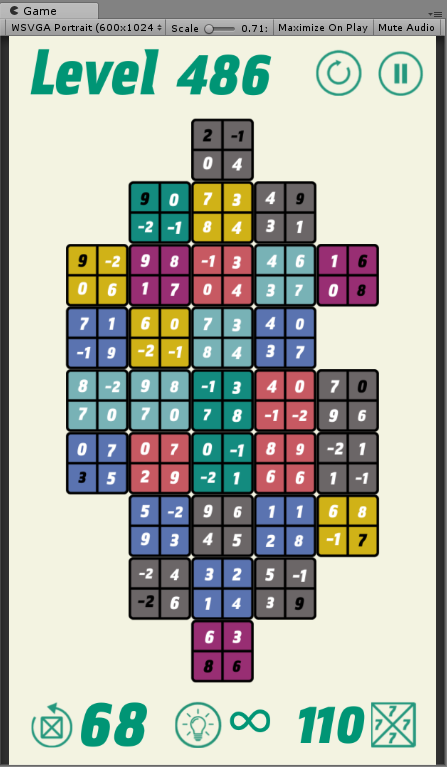 Game
WSVGA Portrait (600x1024
Scale 0.71: Maximize On Play Mute Audio
Level 486
2 -1
0 4
9 0 7 3 4 9
-2 -1 8 4 3 1
9 -2 9 8 -1 3 4 6 1 6
0 6 1 7 0 4 3 7 0 8
7 1 6 0 7 3 4 0
-1 9 -2 -1 8 4 3 7
8 -2 9 8 -1 3 4 0 7 0
7 0 7 0 7 8 -1 -2 9 6
0 7 0 7 0 -1 8 9 -2 1
3 5 2 9 -2 1 6 6 1 -1
5 -2 9 6 1 1 6 8
9 3 4 5 2 8 -1 7
-2 4 3 2 5 -1
-2 6 1 4 3 9
6 3
8 6
68 ∞ 110 7 7 7 7